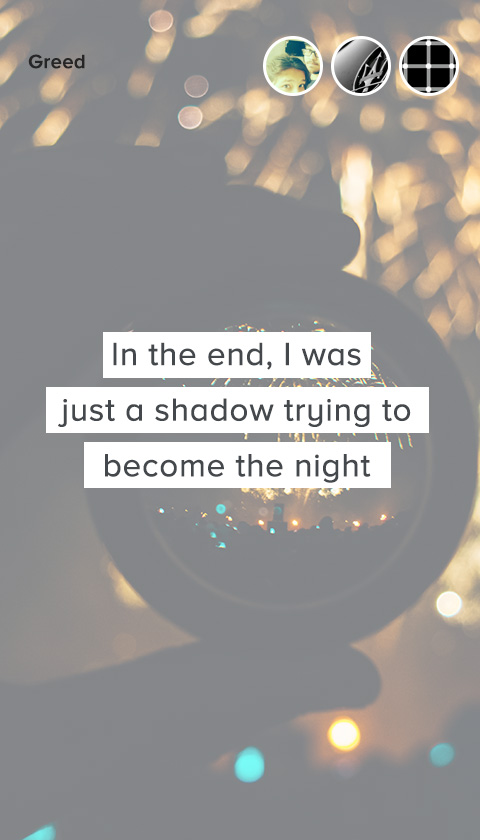 Greed
In the end, I was
just a shadow trying to
become the night